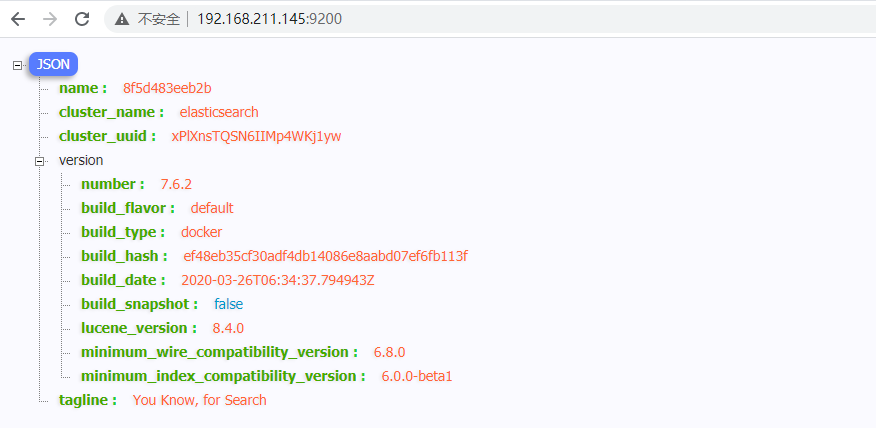 不安全 192.168.211.145:9200
JSON
name : 8f5d483eeb2b
cluster_name : elasticsearch
cluster_uuid : xPlXnsTQSN6IIMp4WKj1yw
version
number : 7.6.2
build_flavor : default
build_type : docker
build_hash : ef48eb35cf30adf4db14086e8aabd07ef6fb113f
build_date : 2020-03-26T06:34:37.794943Z
build_snapshot : false
lucene_version : 8.4.0
minimum_wire_compatibility_version : 6.8.0
minimum_index_compatibility_version : 6.0.0-beta1
tagline : You Know, for Search